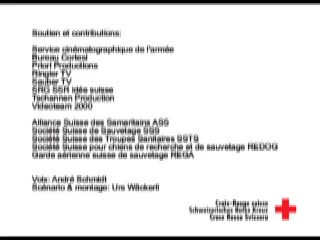 Soutien et contributions:
Service cinématographique de l'armée
Bureau Cortesi
Priori Productions
Ringier TV
Sauber TV
SRG SSR idée suisse
Tschannen Production
Videoteam 2000
Alliance Suisse des Samaritains ASS
Société Suisse de Sauvetage SSS
Société Suisse des Troupes Sanitaires SSTS
Société Suisse pour chiens de recherche et de sauvetage REDOG
Garde aérienne suisse de sauvetage REGA
Voix: André Schmidt
Scénario & montage: Urs Wäckerli
Croix-Rouge suisse
Schweizerisches Rotes Kreuz
Croce Rossa Svizzera